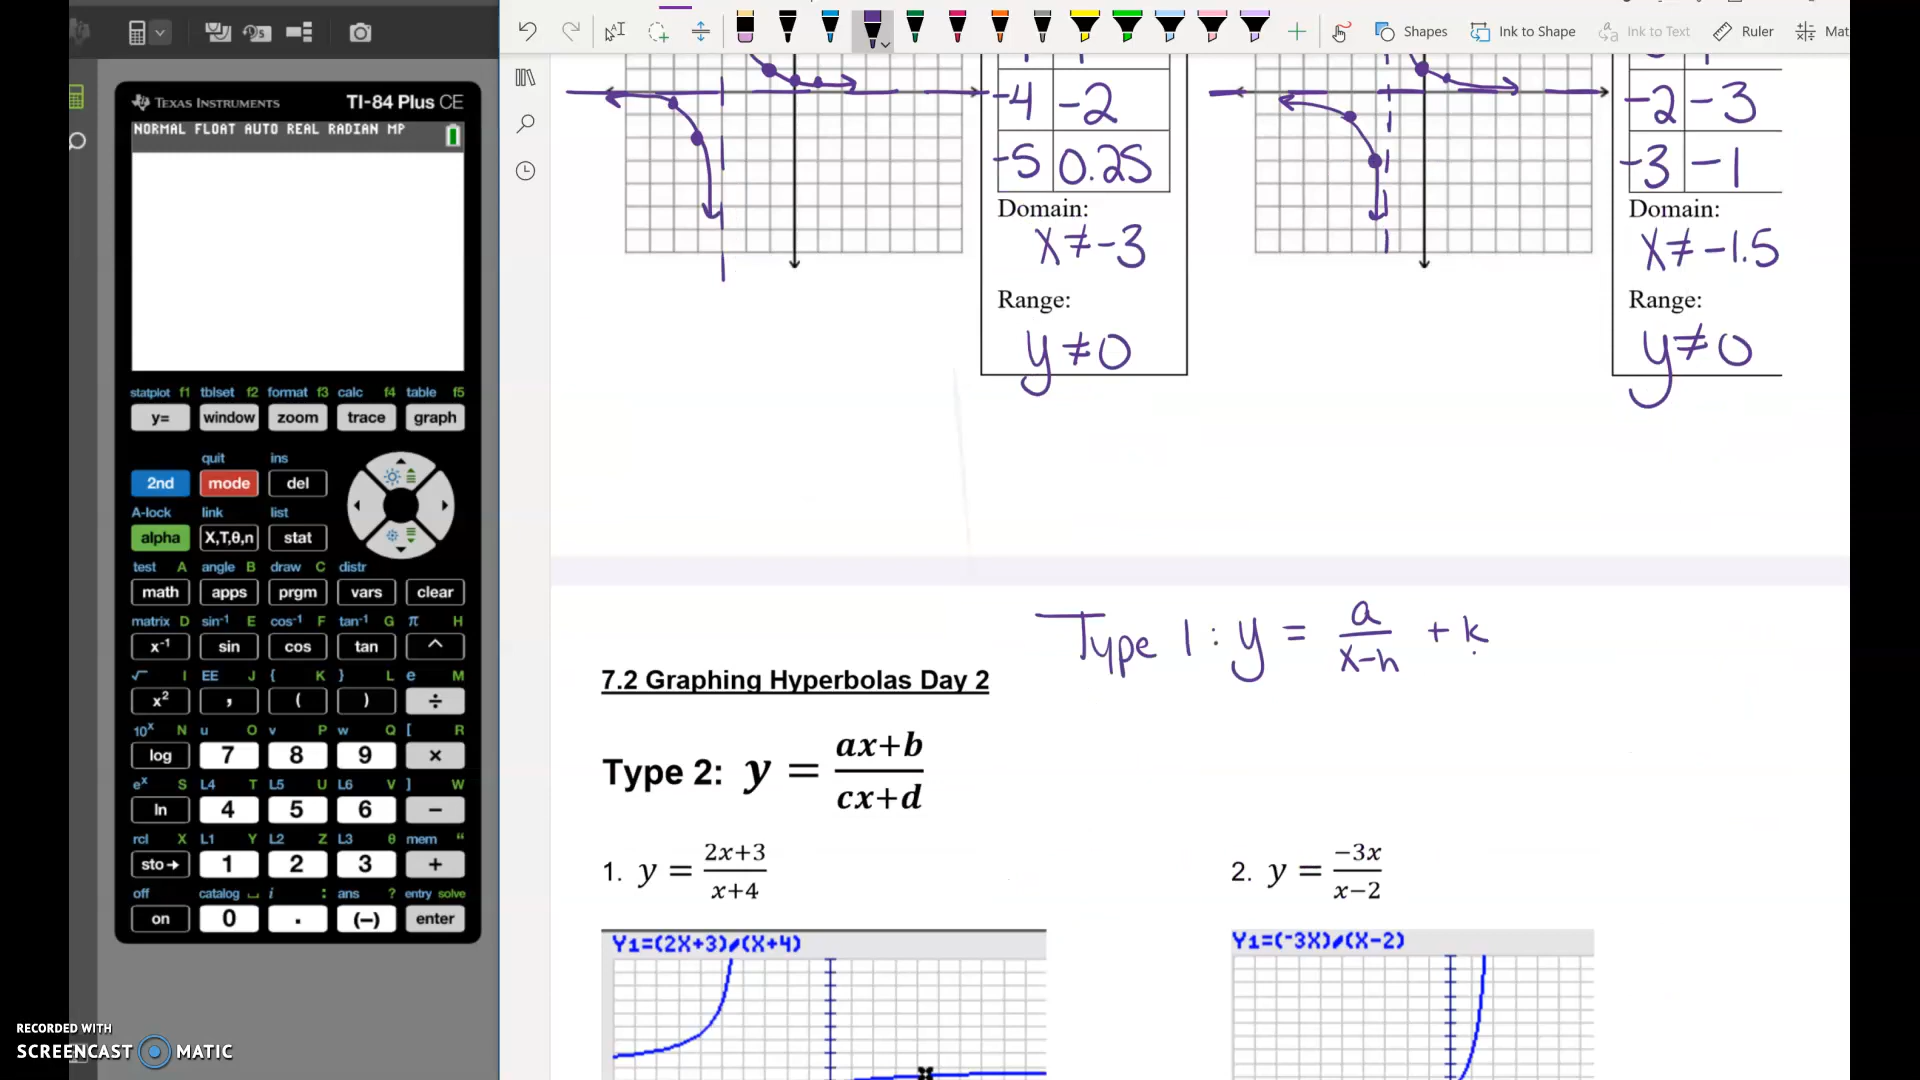 Shapes Ink to Shape Ink to Text Ruler Mat
TEXAS INSTRUMENTS TI-84 Plus CE
NORMAL FLOAT AUTO REAL RADIAN MP
statplot f1 tblset f2 format f3 calc f4 table f5
y= window zoom trace graph
quit ins
2nd mode del
A-lock link list
alpha X,T,θ,n stat
test A angle B draw C distr
math apps prgm vars clear
matrix D sin⁻¹ E cos⁻¹ F tan⁻¹ G π H
x⁻¹ sin cos tan ^
√ I EE J { K } L e M
x² , ( ) ÷
10ˣ N u O v P w Q [ R
log 7 8 9 ×
eˣ S L4 T L5 U L6 V ] W
ln 4 5 6 −
rcl X L1 Y L2 Z L3 θ mem "
sto→ 1 2 3 +
off catalog ␣ i : ans ? entry solve
on 0 . (−) enter
-4 -2
-5 0.25
Domain:
x ≠ -3
Range:
y ≠ 0
-2 -3
-3 -1
Domain:
x ≠ -1.5
Range:
y ≠ 0
Type 1: y = a/(x-h) + k
7.2 Graphing Hyperbolas Day 2
Type 2: y = (ax+b)/(cx+d)
1. y = (2x+3)/(x+4)
2. y = (−3x)/(x−2)
Y1=(2X+3)/(X+4)
Y1=(-3X)/(X-2)
RECORDED WITH
SCREENCAST MATIC